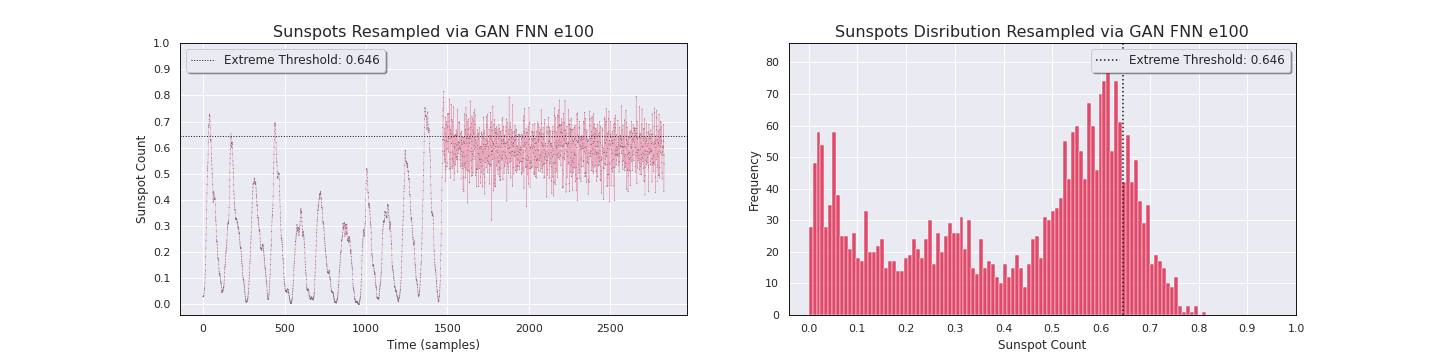 Sunspots Resampled via GAN FNN e100
Extreme Threshold: 0.646
Sunspot Count
1.0
0.9
0.8
0.7
0.6
0.5
0.4
0.3
0.2
0.1
0.0
0 500 1000 1500 2000 2500
Time (samples)
Sunspots Disribution Resampled via GAN FNN e100
Extreme Threshold: 0.646
Frequency
80
70
60
50
40
30
20
10
0
0.0 0.1 0.2 0.3 0.4 0.5 0.6 0.7 0.8 0.9 1.0
Sunspot Count